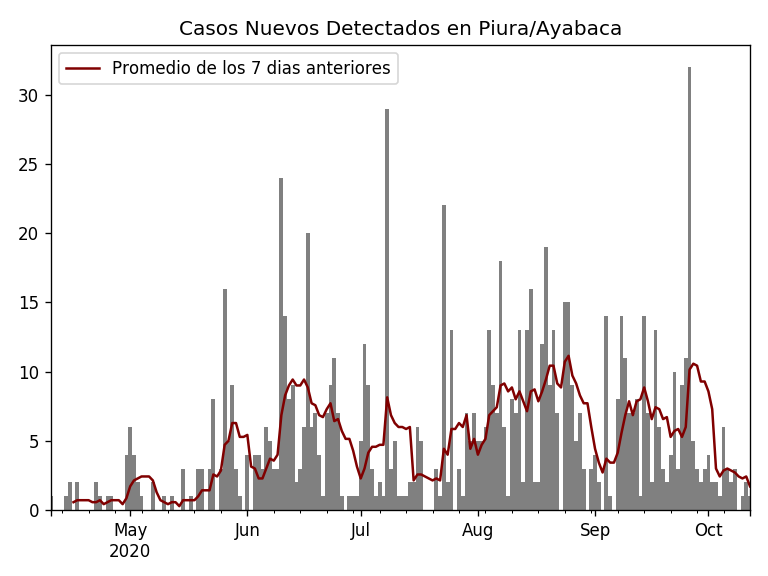 Casos Nuevos Detectados en Piura/Ayabaca
Promedio de los 7 dias anteriores
30
25
20
15
10
5
0
May Jun Jul Aug Sep Oct
2020